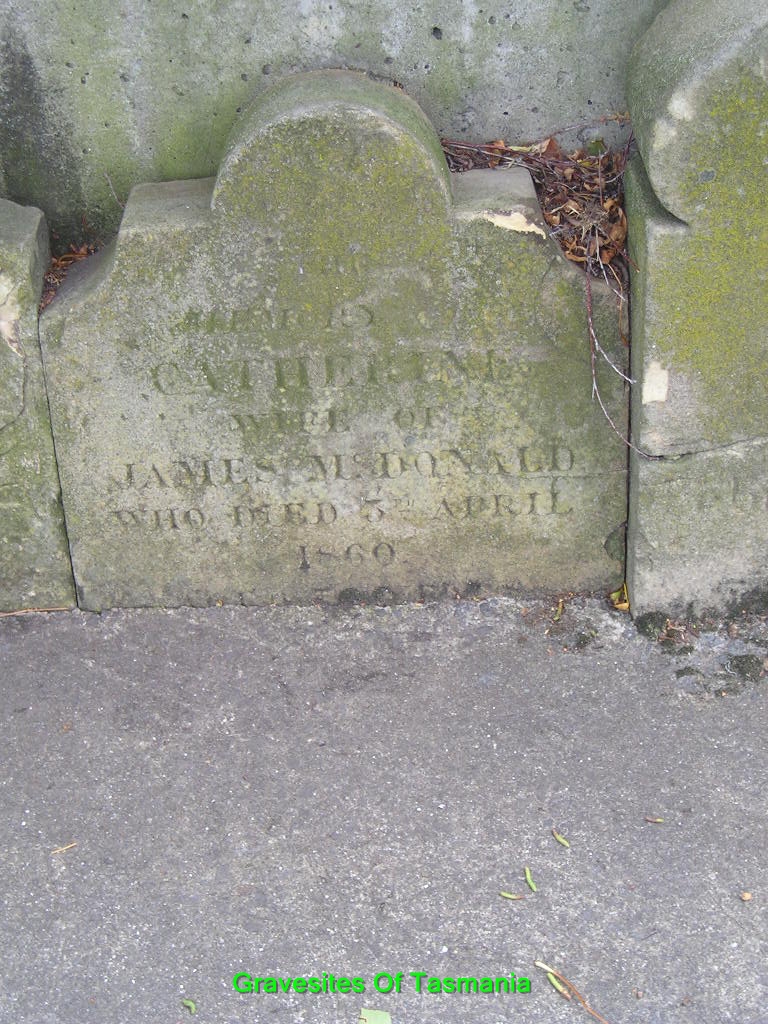 CATHERINE
WIFE OF
JAMES McDONALD
WHO DIED 3RD APRIL
1860
Gravesites Of Tasmania